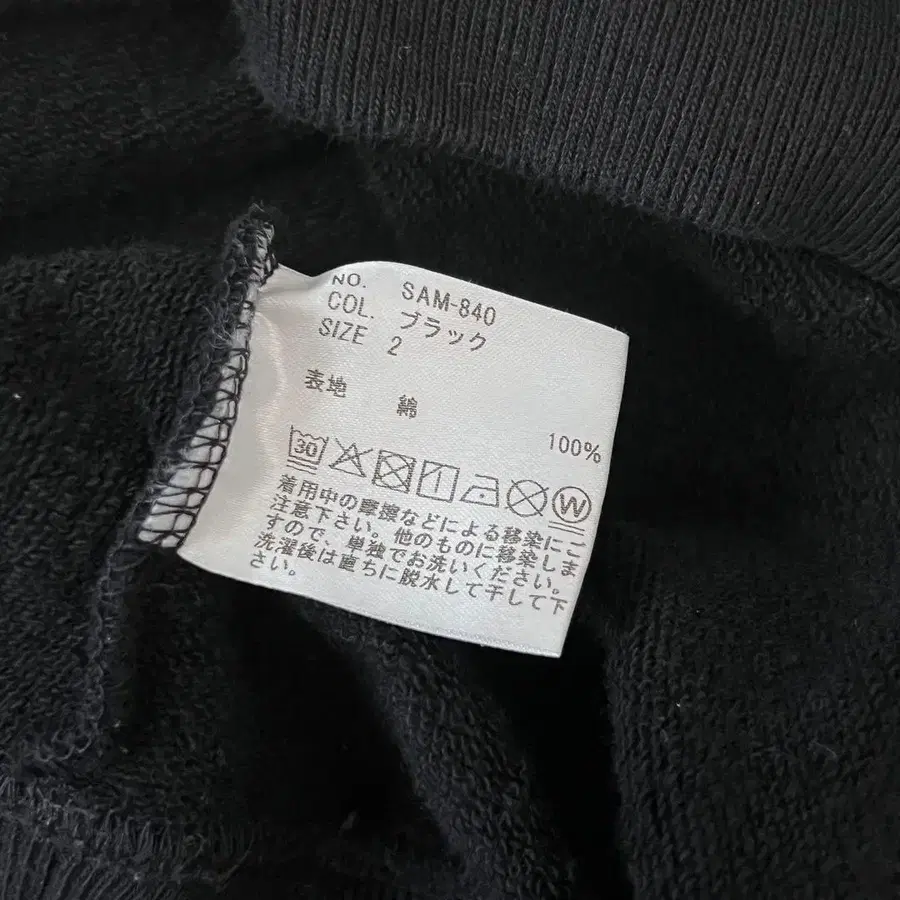 NO. SAM-840
COL. ブラック
SIZE 2
表地 綿 100%
30 W
着用中の摩擦などによる移染にご
注意下さい。他のものに移染しま
すので、単独でお洗いください。
洗濯後は直ちに脱水して干して下
さい。